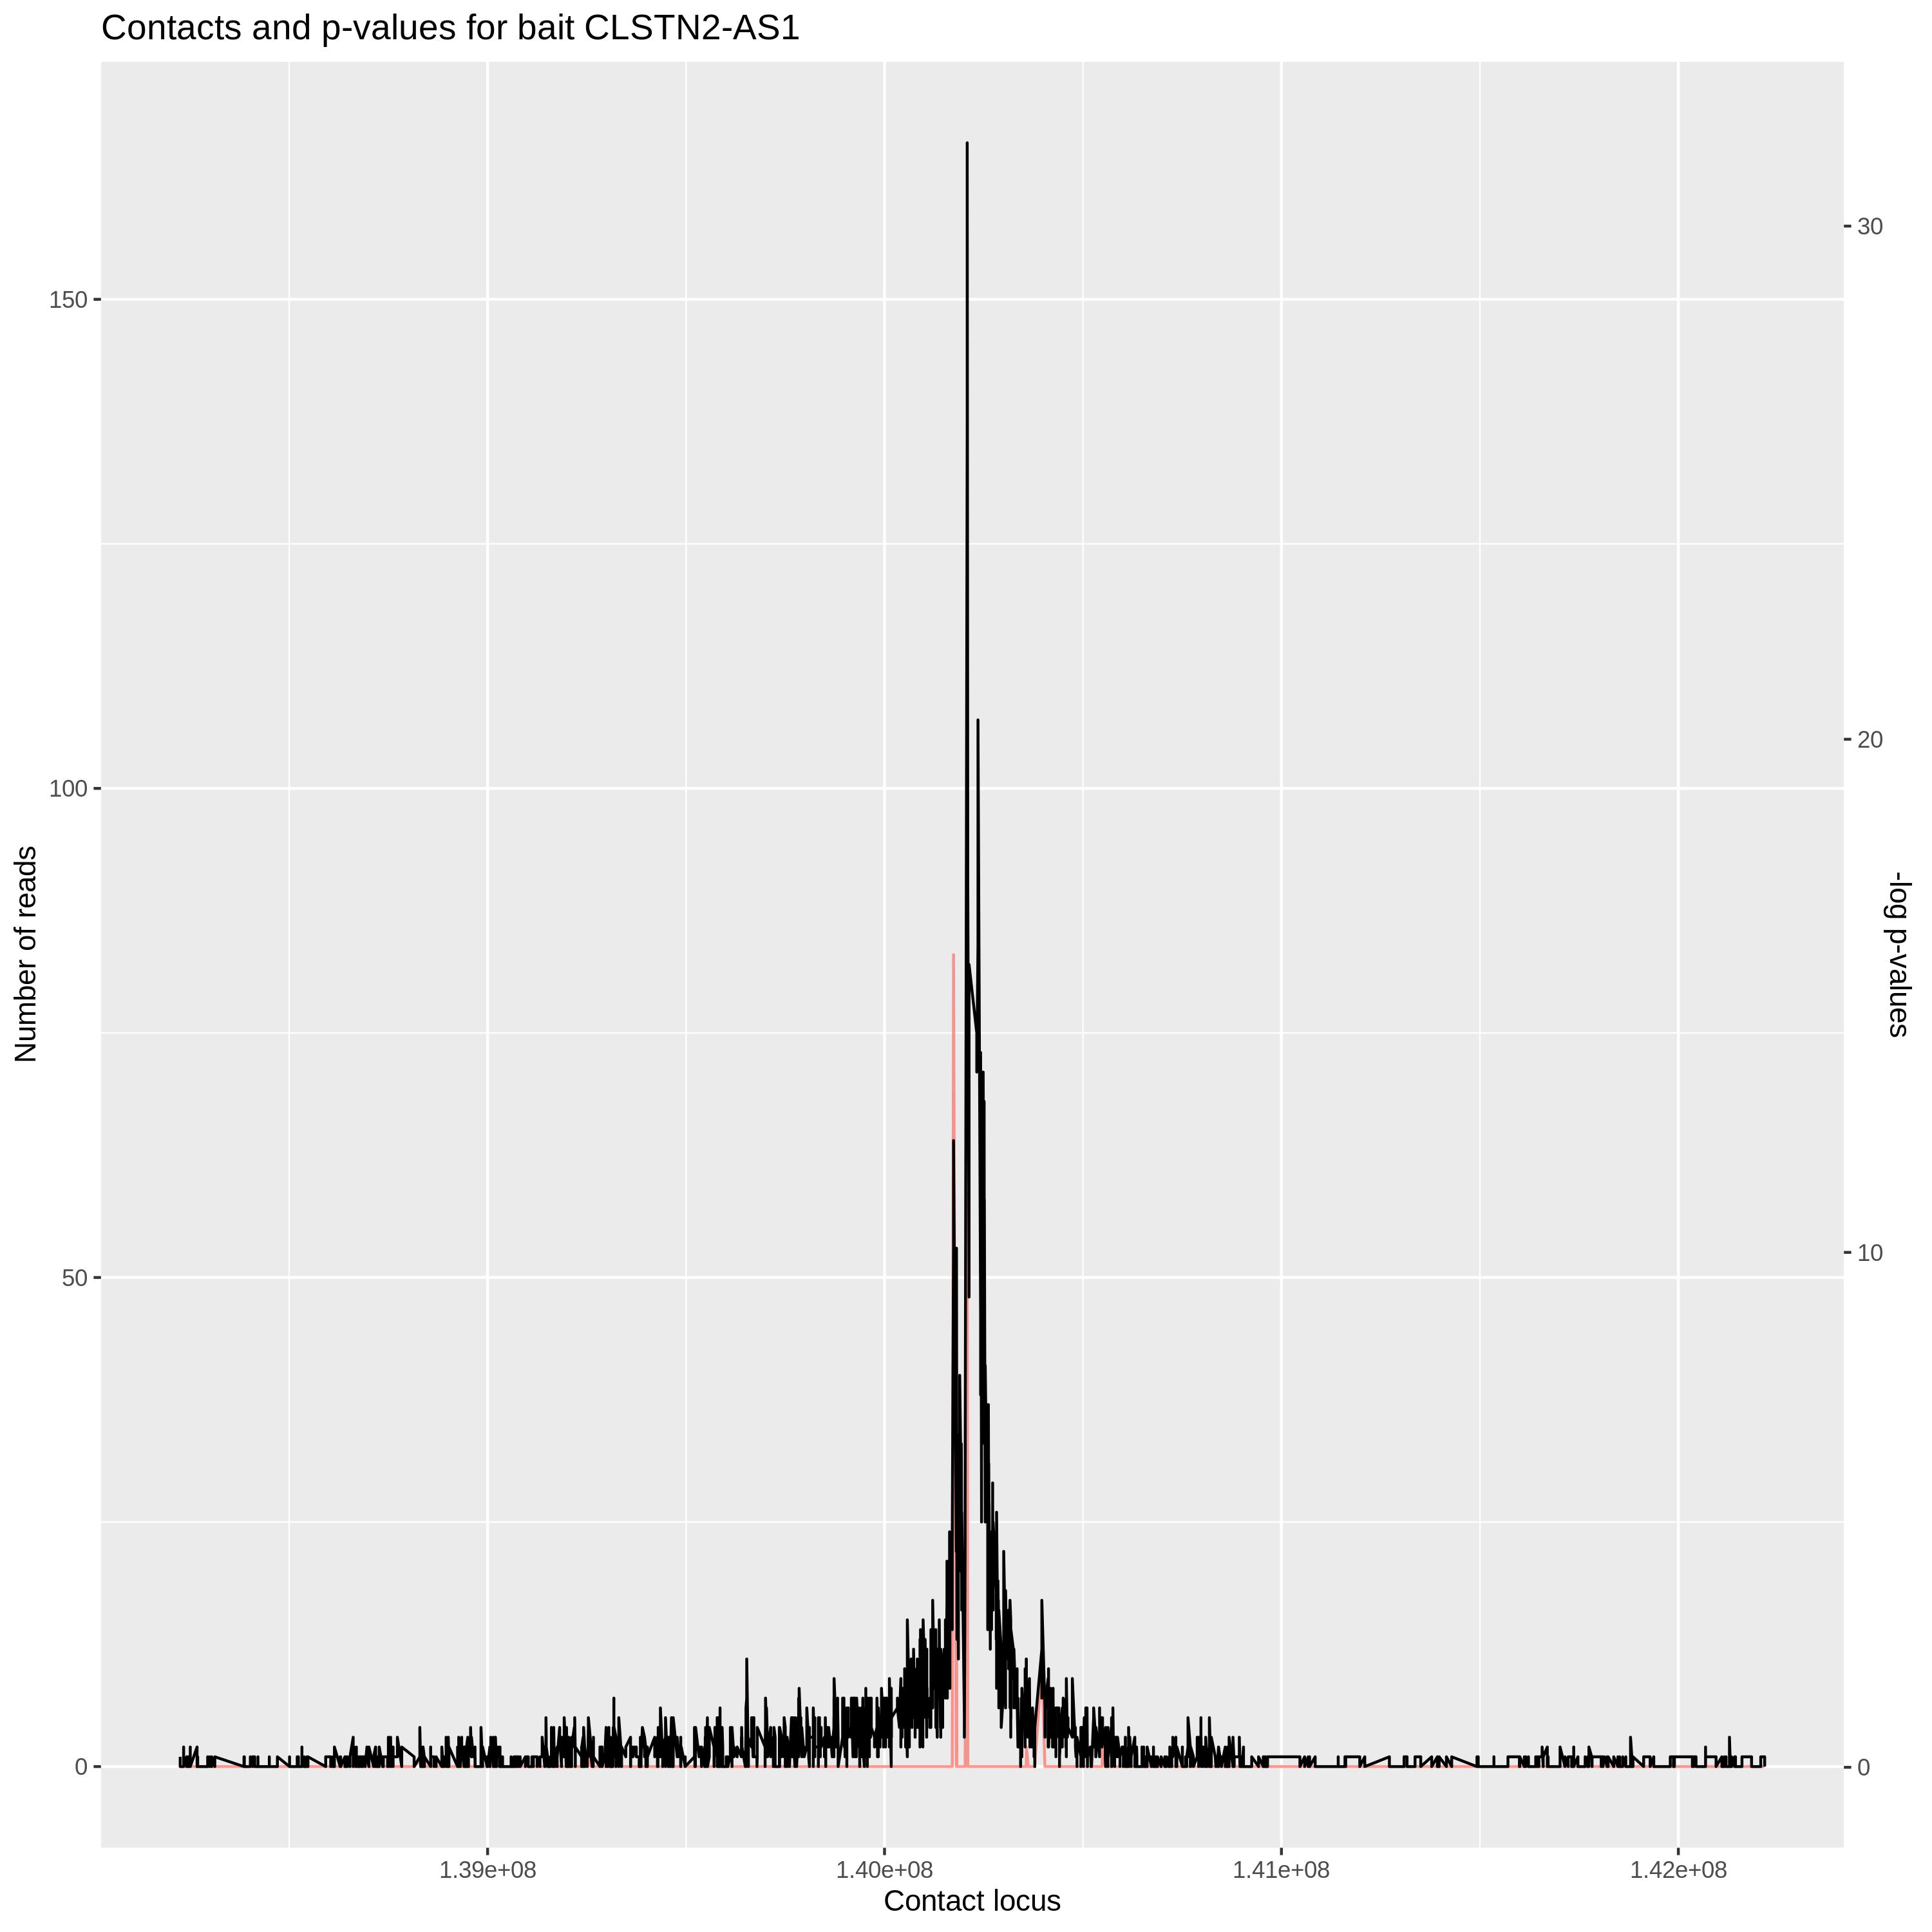 Contacts and p-values for bait CLSTN2-AS1
150
100
50
0
30
20
10
0
Number of reads
-log p-values
1.39e+08
1.40e+08
1.41e+08
1.42e+08
Contact locus